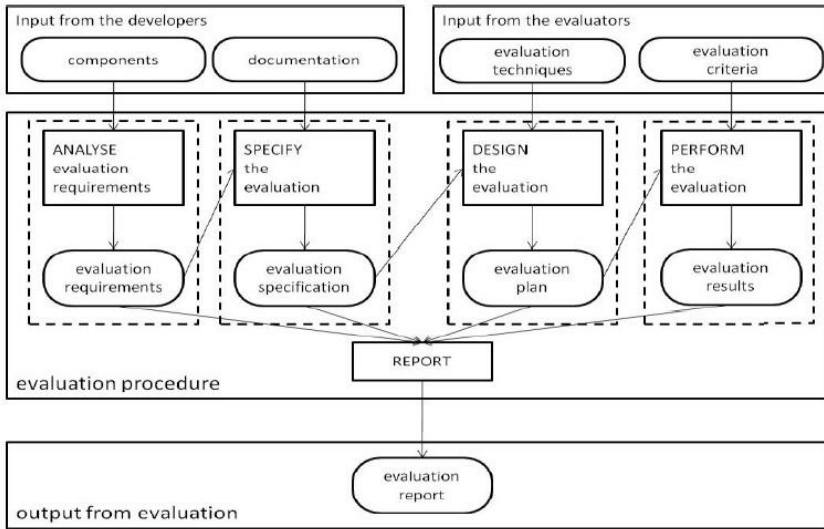 Input from the developers
components
documentation
Input from the evaluators
evaluation
techniques
evaluation
criteria
ANALYSE
evaluation
requirements
SPECIFY
the
evaluation
DESIGN
the
evaluation
PERFORM
the
evaluation
evaluation
requirements
evaluation
specification
evaluation
plan
evaluation
results
REPORT
evaluation procedure
evaluation
report
output from evaluation